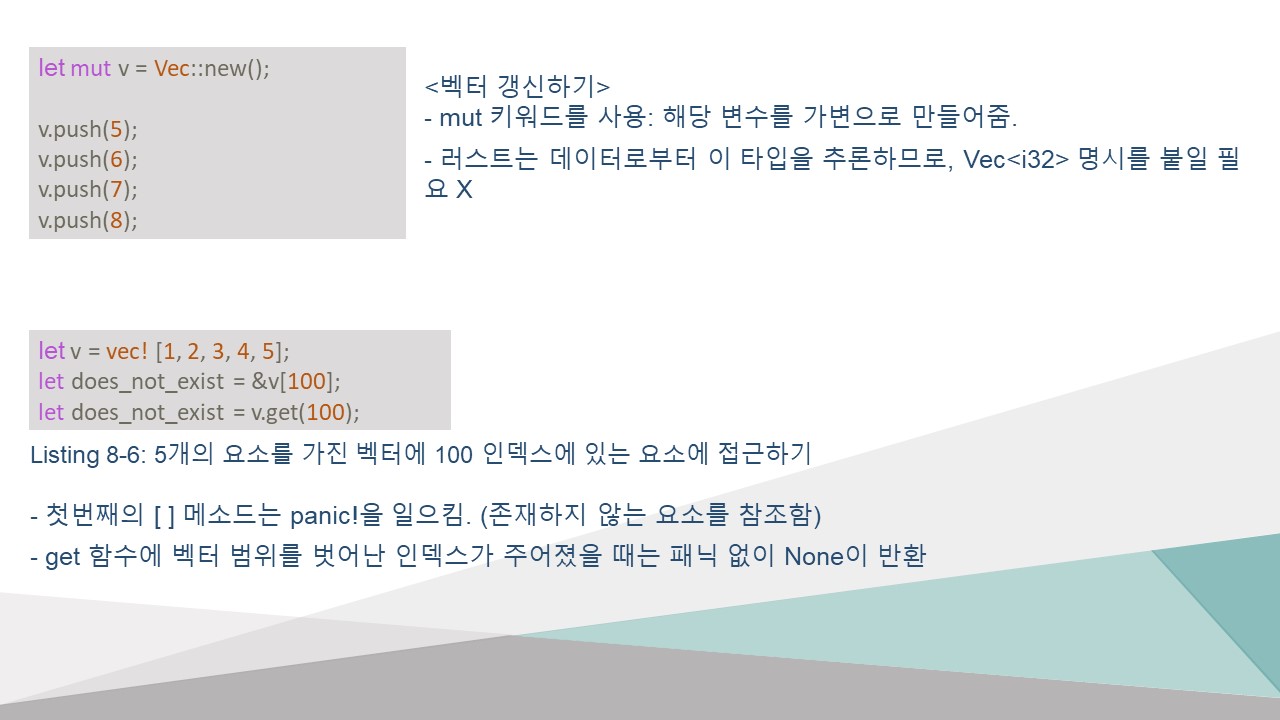 let mut v = Vec::new();
v.push(5);
v.push(6);
v.push(7);
v.push(8);
<벡터 갱신하기>
- mut 키워드를 사용: 해당 변수를 가변으로 만들어줌.
- 러스트는 데이터로부터 이 타입을 추론하므로, Vec<i32> 명시를 붙일 필
요 X
let v = vec! [1, 2, 3, 4, 5];
let does_not_exist = &v[100];
let does_not_exist = v.get(100);
Listing 8-6: 5개의 요소를 가진 벡터에 100 인덱스에 있는 요소에 접근하기
- 첫번째의 [ ] 메소드는 panic!을 일으킴. (존재하지 않는 요소를 참조함)
- get 함수에 벡터 범위를 벗어난 인덱스가 주어졌을 때는 패닉 없이 None이 반환